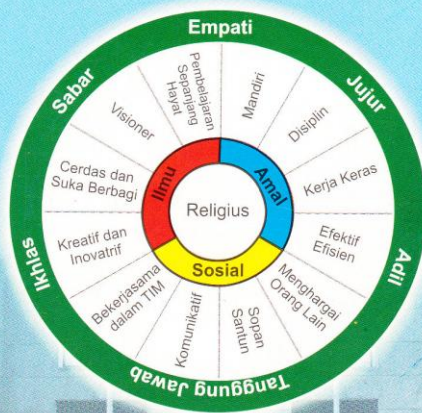 Empati
Jujur
Adil
Tanggung Jawab
Ikhlas
Sabar
Pembelajaran
Sepanjang
Hayat
Mandiri
Disiplin
Kerja Keras
Efektif
Efisien
Menghargai
Orang Lain
Sopan
Santun
Komunikatif
Bekerjasama
dalam TIM
Kreatif dan
Inovatrif
Cerdas dan
Suka Berbagi
Visioner
Ilmu
Amal
Sosial
Religius